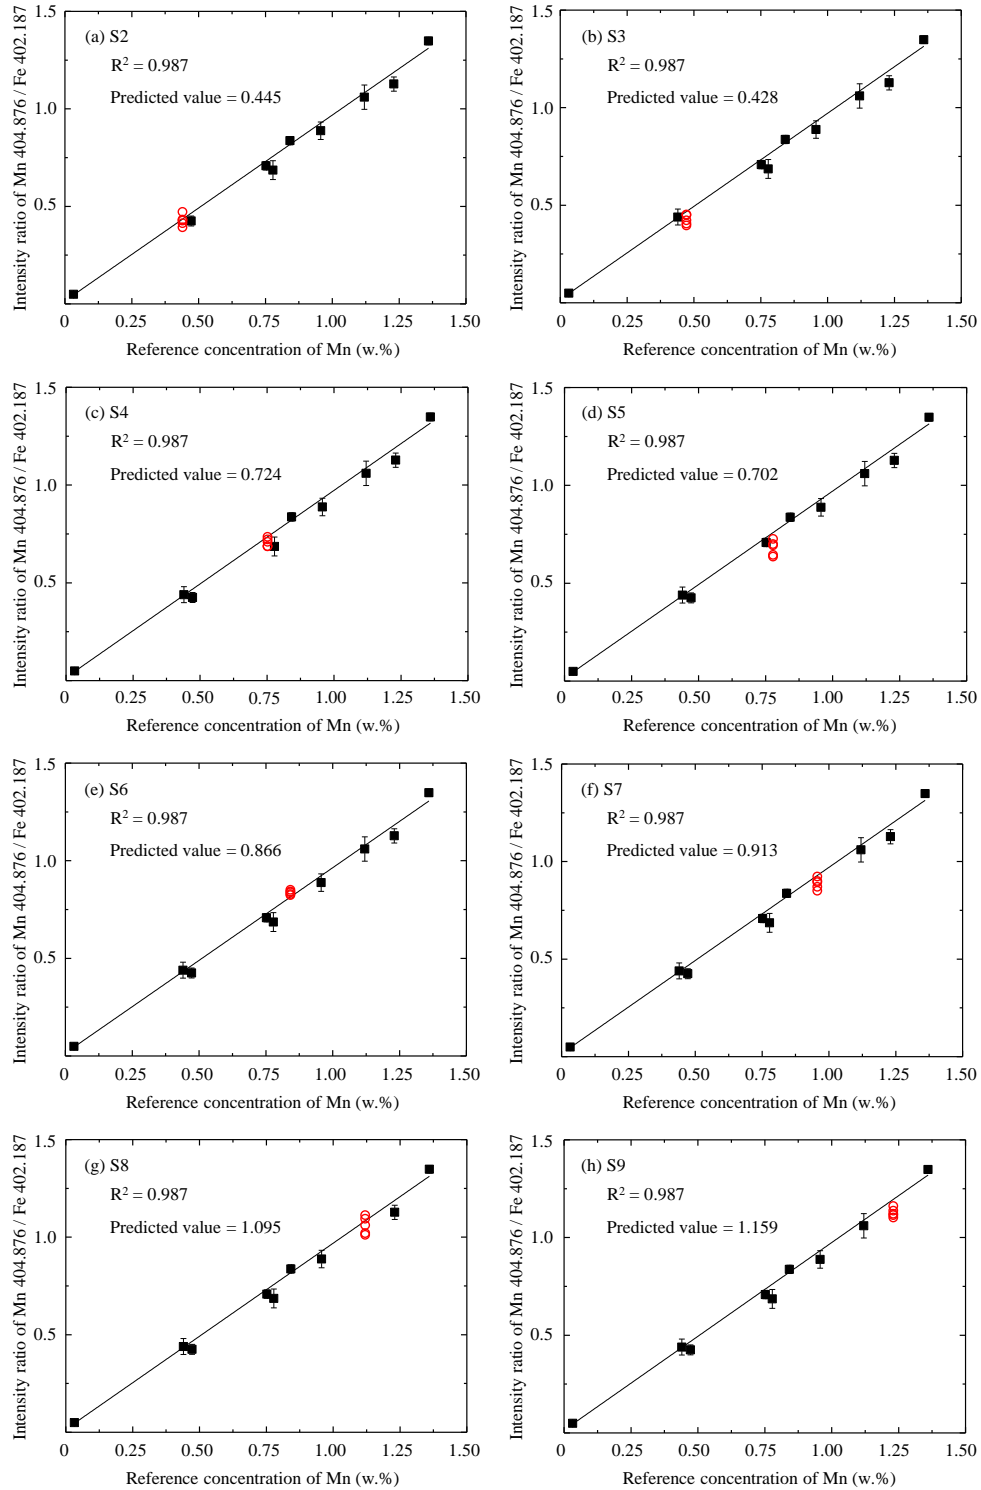 Intensity ratio of Mn 404.876 / Fe 402.187
1.5
1.0
0.5
(a) S2
R² = 0.987
Predicted value = 0.445
0 0.25 0.50 0.75 1.00 1.25 1.50
Reference concentration of Mn (w.%)
Intensity ratio of Mn 404.876 / Fe 402.187
1.5
1.0
0.5
(b) S3
R² = 0.987
Predicted value = 0.428
0 0.25 0.50 0.75 1.00 1.25 1.50
Reference concentration of Mn (w.%)
Intensity ratio of Mn 404.876 / Fe 402.187
1.5
1.0
0.5
(c) S4
R² = 0.987
Predicted value = 0.724
0 0.25 0.50 0.75 1.00 1.25 1.50
Reference concentration of Mn (w.%)
Intensity ratio of Mn 404.876 / Fe 402.187
1.5
1.0
0.5
(d) S5
R² = 0.987
Predicted value = 0.702
0 0.25 0.50 0.75 1.00 1.25 1.50
Reference concentration of Mn (w.%)
Intensity ratio of Mn 404.876 / Fe 402.187
1.5
1.0
0.5
(e) S6
R² = 0.987
Predicted value = 0.866
0 0.25 0.50 0.75 1.00 1.25 1.50
Reference concentration of Mn (w.%)
Intensity ratio of Mn 404.876 / Fe 402.187
1.5
1.0
0.5
(f) S7
R² = 0.987
Predicted value = 0.913
0 0.25 0.50 0.75 1.00 1.25 1.50
Reference concentration of Mn (w.%)
Intensity ratio of Mn 404.876 / Fe 402.187
1.5
1.0
0.5
(g) S8
R² = 0.987
Predicted value = 1.095
0 0.25 0.50 0.75 1.00 1.25 1.50
Reference concentration of Mn (w.%)
Intensity ratio of Mn 404.876 / Fe 402.187
1.5
1.0
0.5
(h) S9
R² = 0.987
Predicted value = 1.159
0 0.25 0.50 0.75 1.00 1.25 1.50
Reference concentration of Mn (w.%)